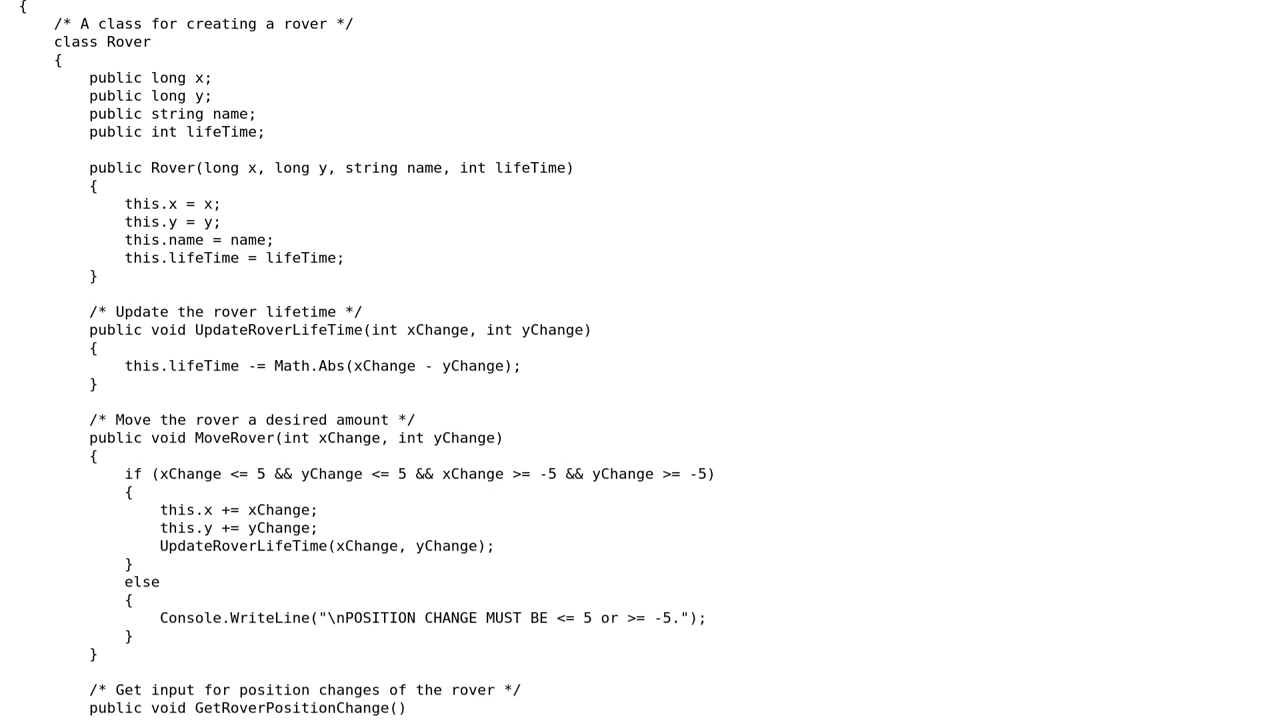 {
    /* A class for creating a rover */
    class Rover
    {
        public long x;
        public long y;
        public string name;
        public int lifeTime;

        public Rover(long x, long y, string name, int lifeTime)
        {
            this.x = x;
            this.y = y;
            this.name = name;
            this.lifeTime = lifeTime;
        }

        /* Update the rover lifetime */
        public void UpdateRoverLifeTime(int xChange, int yChange)
        {
            this.lifeTime -= Math.Abs(xChange - yChange);
        }

        /* Move the rover a desired amount */
        public void MoveRover(int xChange, int yChange)
        {
            if (xChange <= 5 && yChange <= 5 && xChange >= -5 && yChange >= -5)
            {
                this.x += xChange;
                this.y += yChange;
                UpdateRoverLifeTime(xChange, yChange);
            }
            else
            {
                Console.WriteLine("\nPOSITION CHANGE MUST BE <= 5 or >= -5.");
            }
        }

        /* Get input for position changes of the rover */
        public void GetRoverPositionChange()